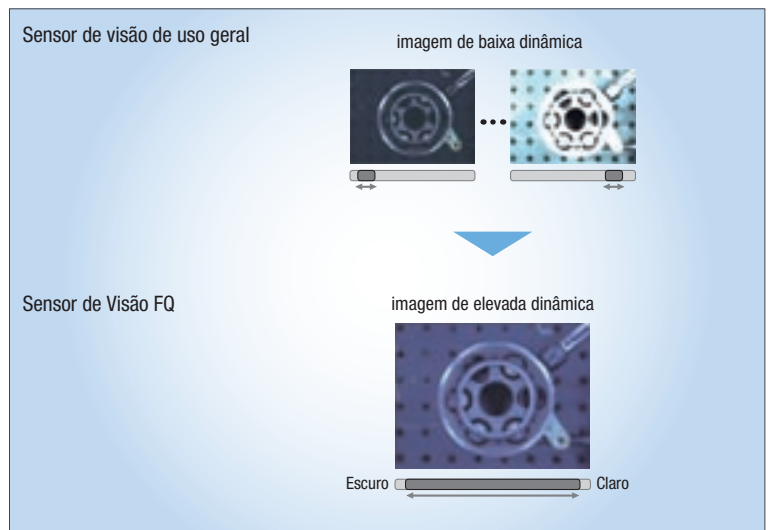 Sensor de visão de uso geral
imagem de baixa dinâmica
Sensor de Visão FQ
imagem de elevada dinâmica
Escuro
Claro